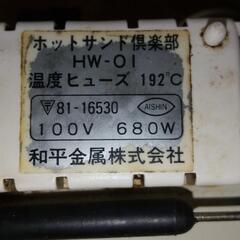 ホットサンド倶楽部
HW-01
温度ヒューズ 192℃
〒 81-16530 AISHIN
100V 680W
和平金属株式会社